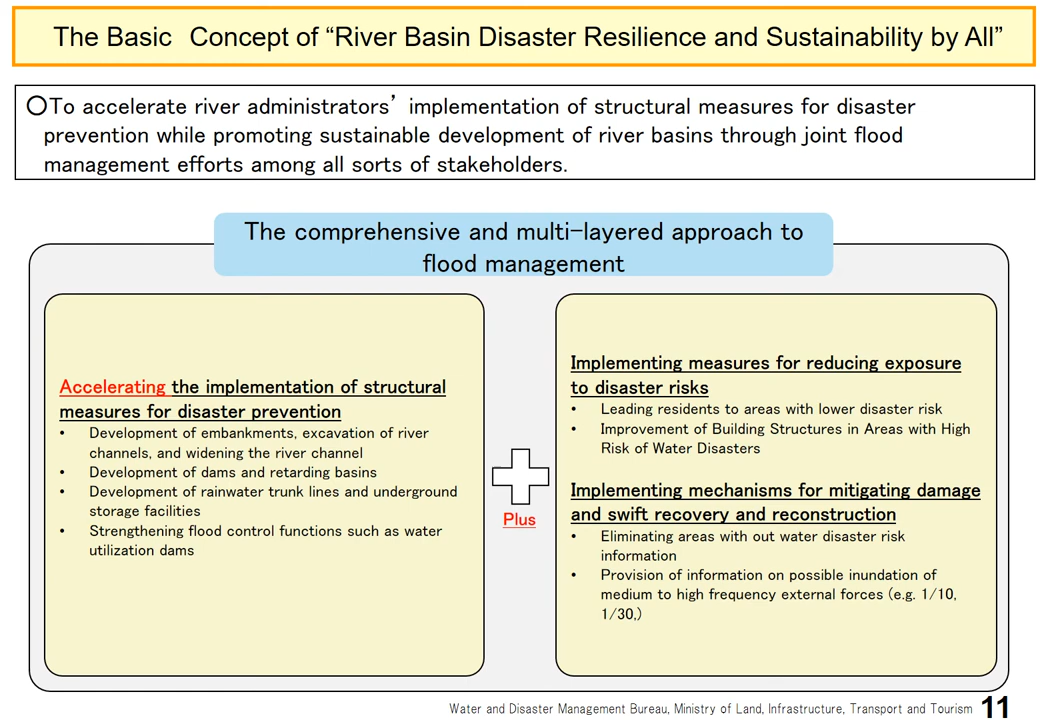 The Basic Concept of “River Basin Disaster Resilience and Sustainability by All”
○To accelerate river administrators’ implementation of structural measures for disaster
prevention while promoting sustainable development of river basins through joint flood
management efforts among all sorts of stakeholders.
The comprehensive and multi-layered approach to
flood management
Accelerating the implementation of structural
measures for disaster prevention
• Development of embankments, excavation of river
channels, and widening the river channel
• Development of dams and retarding basins
• Development of rainwater trunk lines and underground
storage facilities
• Strengthening flood control functions such as water
utilization dams
Plus
Implementing measures for reducing exposure
to disaster risks
• Leading residents to areas with lower disaster risk
• Improvement of Building Structures in Areas with High
Risk of Water Disasters
Implementing mechanisms for mitigating damage
and swift recovery and reconstruction
• Eliminating areas with out water disaster risk
information
• Provision of information on possible inundation of
medium to high frequency external forces (e.g. 1/10,
1/30,)
Water and Disaster Management Bureau, Ministry of Land, Infrastructure, Transport and Tourism 11